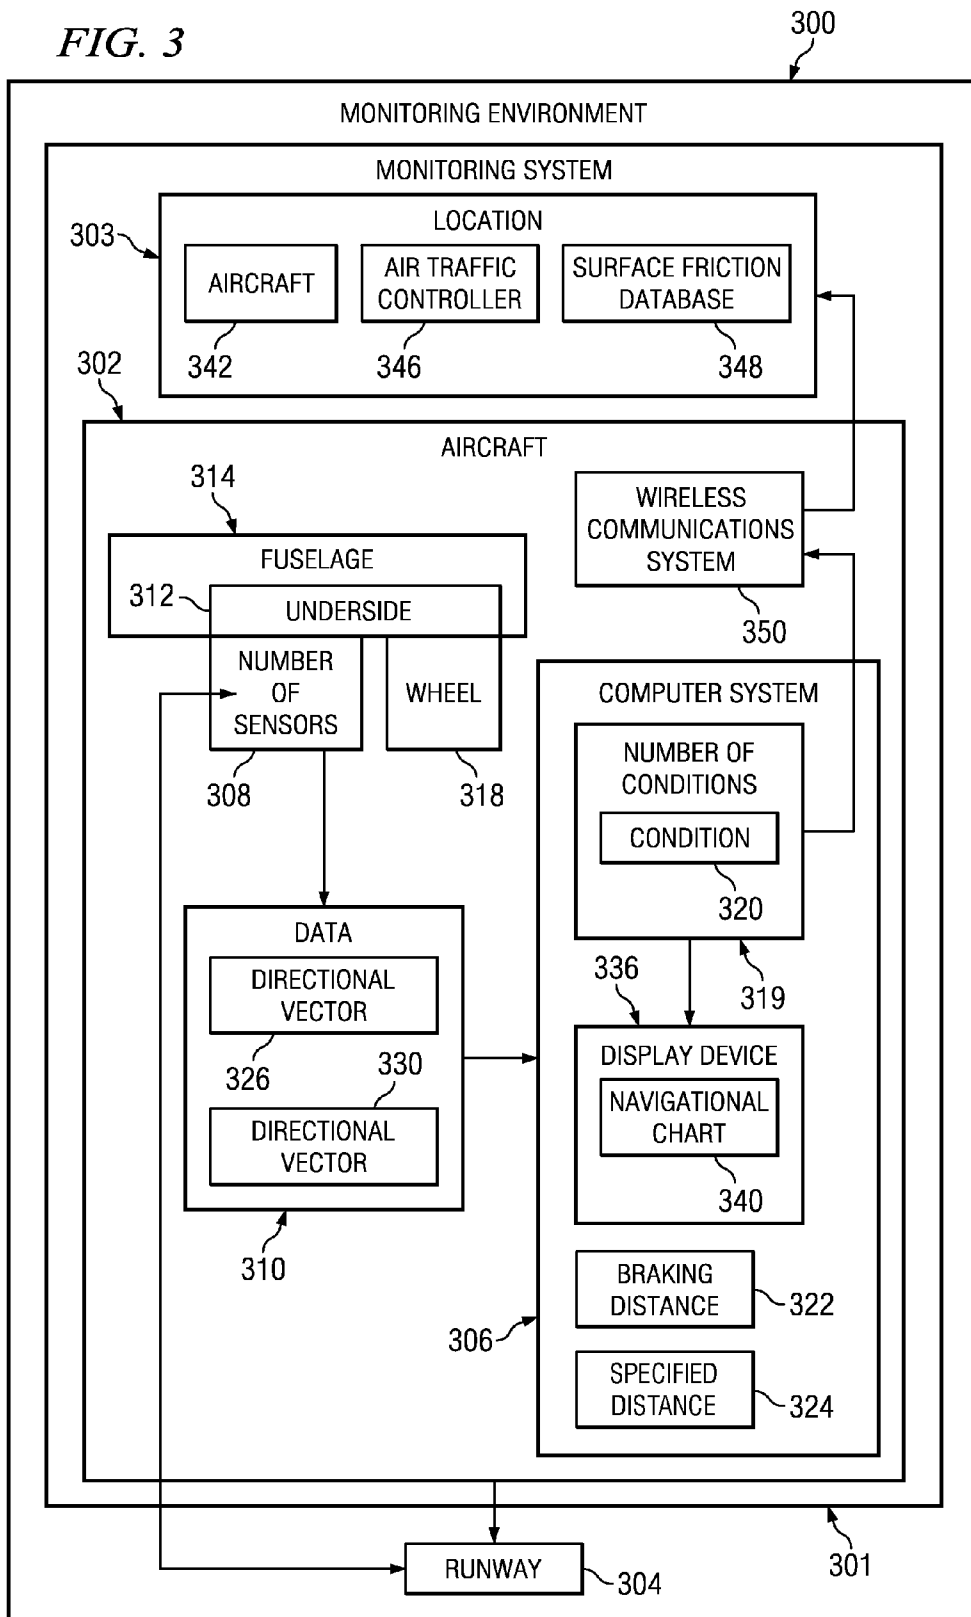 FIG. 3
300
MONITORING ENVIRONMENT
MONITORING SYSTEM
303
LOCATION
AIRCRAFT
AIR TRAFFIC
CONTROLLER
SURFACE FRICTION
DATABASE
342
346
348
302
AIRCRAFT
314
FUSELAGE
312
UNDERSIDE
NUMBER
OF
SENSORS
WHEEL
308
318
WIRELESS
COMMUNICATIONS
SYSTEM
350
COMPUTER SYSTEM
NUMBER OF
CONDITIONS
CONDITION
320
319
DATA
DIRECTIONAL
VECTOR
326
330
DIRECTIONAL
VECTOR
310
336
DISPLAY DEVICE
NAVIGATIONAL
CHART
340
BRAKING
DISTANCE
322
306
SPECIFIED
DISTANCE
324
301
RUNWAY
304